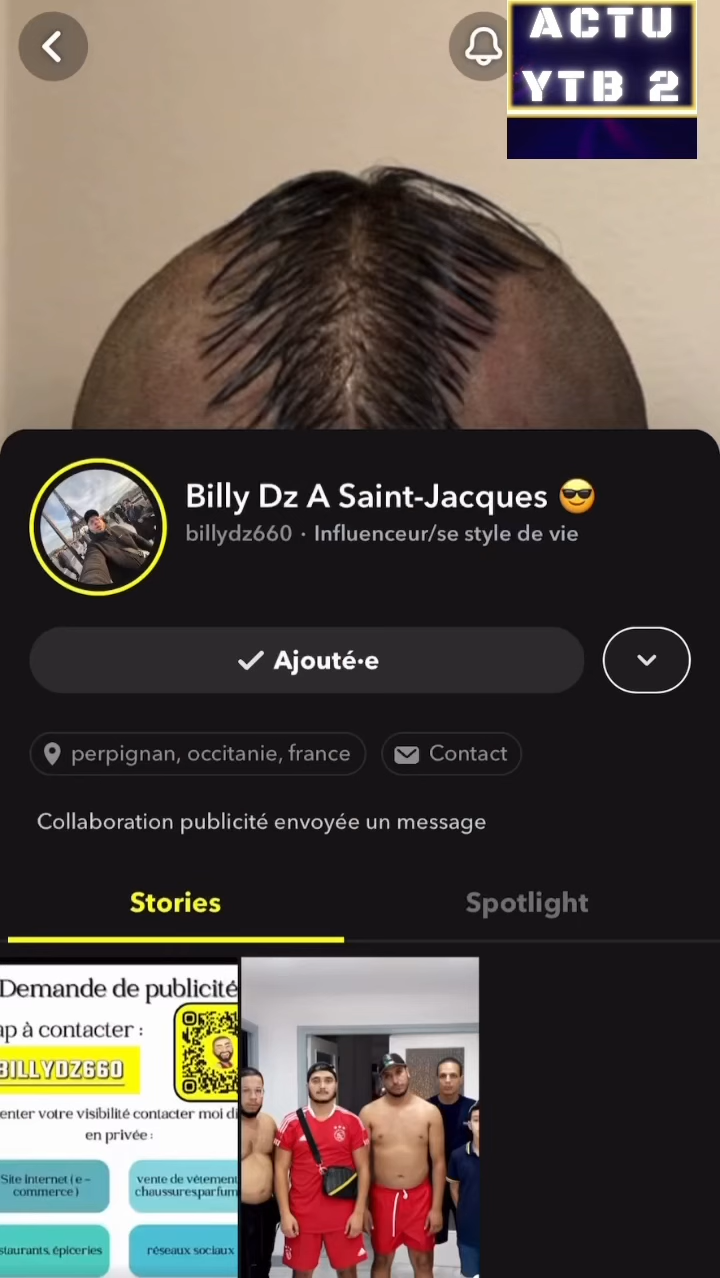 ACTU
YTB 2
Billy Dz A Saint-Jacques 😎
billydz660 · Influenceur/se style de vie
Ajouté·e
perpignan, occitanie, france
Contact
Collaboration publicité envoyée un message
Stories
Spotlight
Demande de publicité
ap à contacter :
BILLYDZ660
enter votre visibilité contacter moi di
en privée :
Site Internet ( e -
commerce )
vente de vêtement
chaussures,parfum
staurants, épiceries
réseaux sociaux